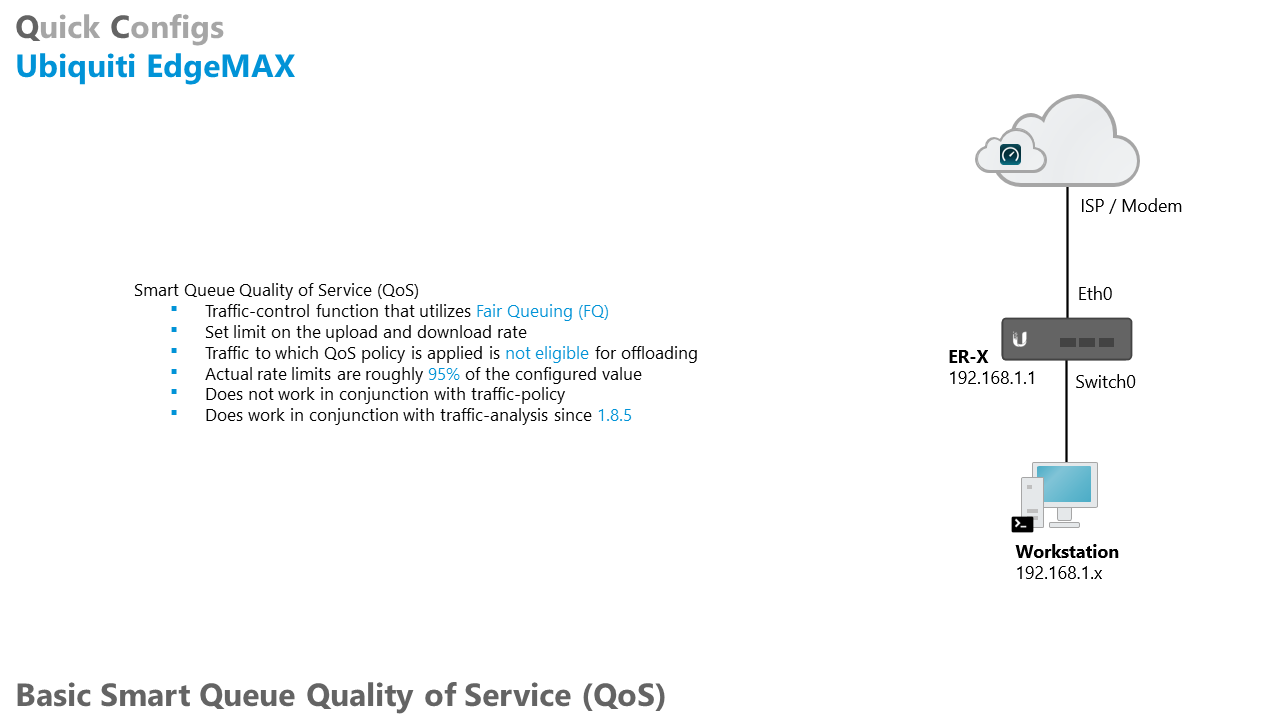 Quick Configs
Ubiquiti EdgeMAX
ISP / Modem
Eth0
Smart Queue Quality of Service (QoS)
Traffic-control function that utilizes Fair Queuing (FQ)
Set limit on the upload and download rate
Traffic to which QoS policy is applied is not eligible for offloading
Actual rate limits are roughly 95% of the configured value
Does not work in conjunction with traffic-policy
Does work in conjunction with traffic-analysis since 1.8.5
ER-X
192.168.1.1
Switch0
Workstation
192.168.1.x
Basic Smart Queue Quality of Service (QoS)